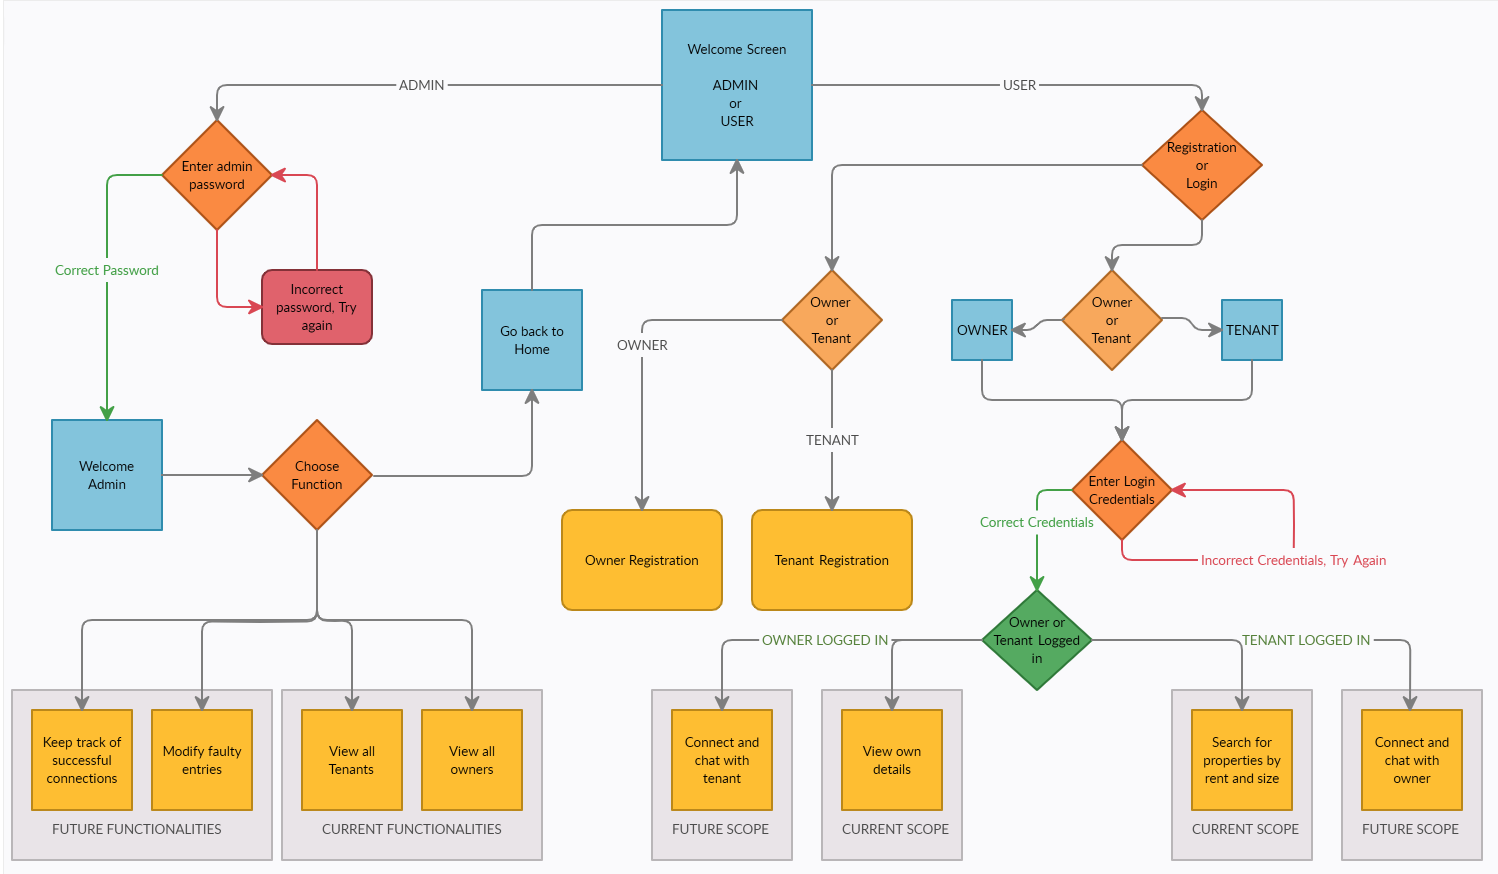 Welcome Screen
ADMIN
or
USER
ADMIN
USER
Enter admin
password
Registration
or
Login
Correct Password
Incorrect
password, Try
again
Go back to
Home
Owner
or
Tenant
OWNER
TENANT
OWNER
Owner
or
Tenant
TENANT
Welcome
Admin
Choose
Function
Enter Login
Credentials
Correct Credentials
Incorrect Credentials, Try Again
Owner Registration
Tenant Registration
Owner or
Tenant Logged
in
OWNER LOGGED IN
TENANT LOGGED IN
Keep track of
successful
connections
Modify faulty
entries
FUTURE FUNCTIONALITIES
View all
Tenants
View all
owners
CURRENT FUNCTIONALITIES
Connect and
chat with
tenant
FUTURE SCOPE
View own
details
CURRENT SCOPE
Search for
properties by
rent and size
CURRENT SCOPE
Connect and
chat with
owner
FUTURE SCOPE